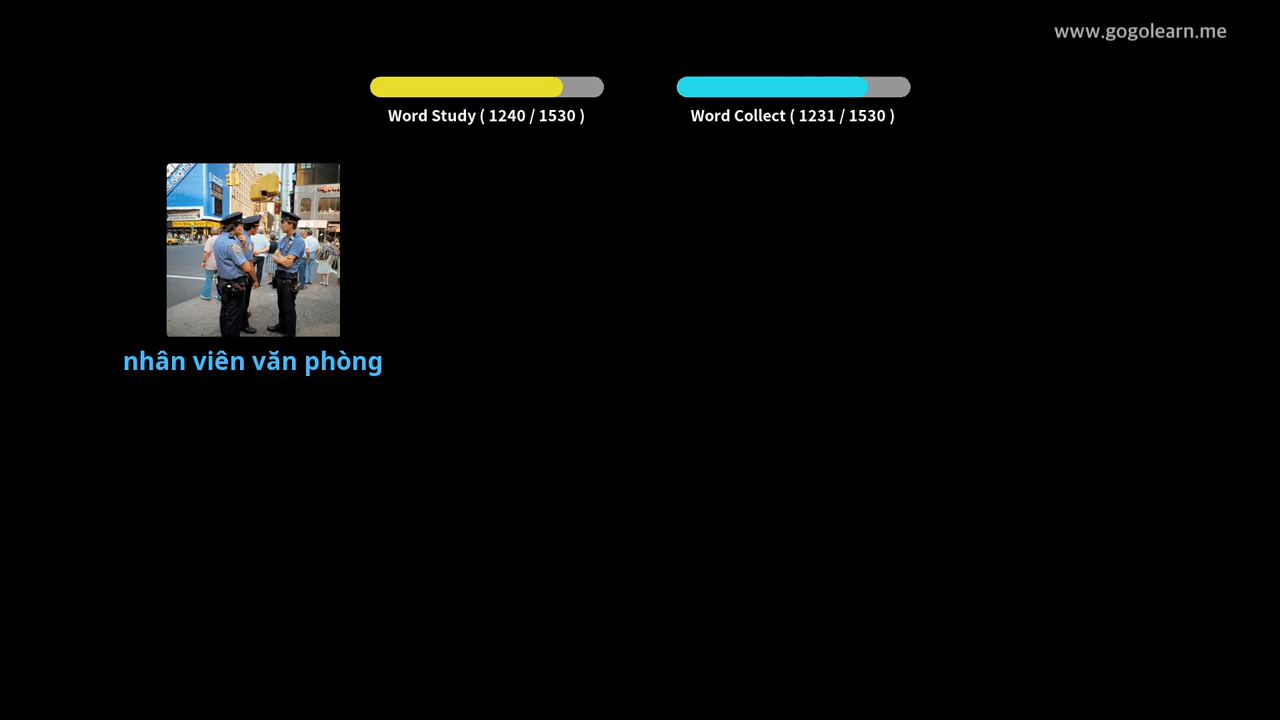 www.gogolearn.me
Word Study ( 1240 / 1530 )
Word Collect ( 1231 / 1530 )
nhân viên văn phòng